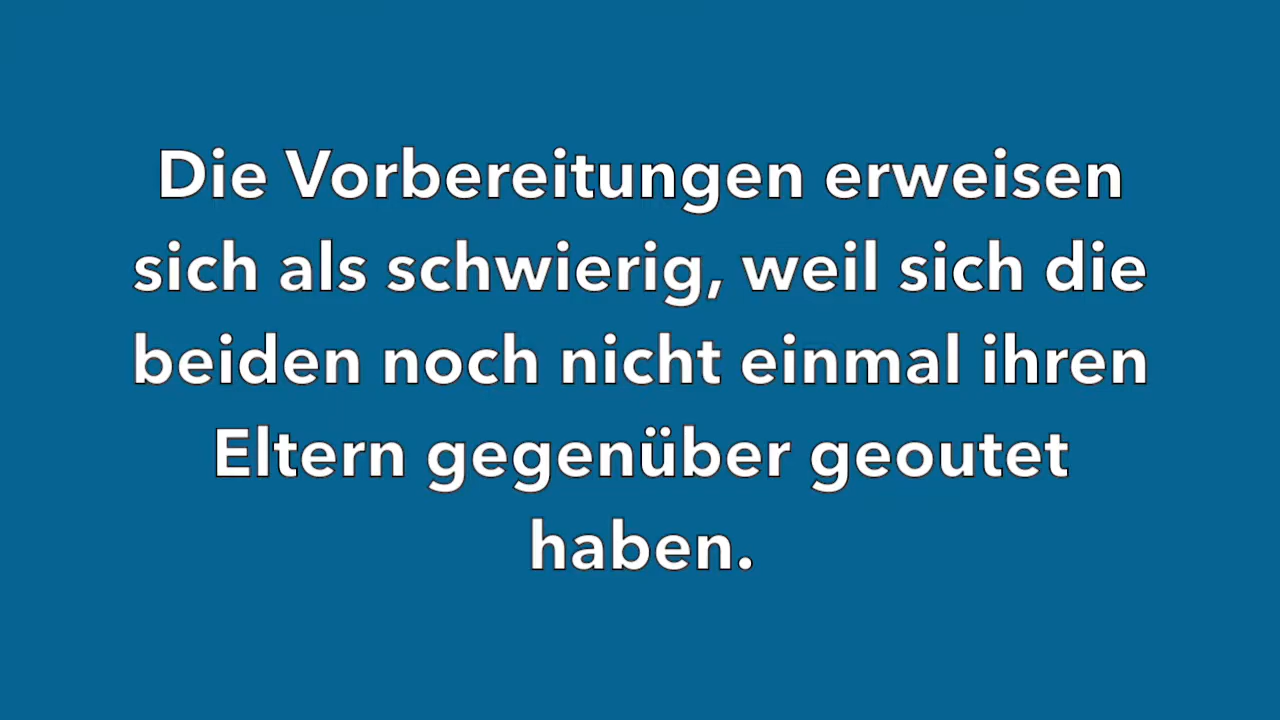 Die Vorbereitungen erweisen
sich als schwierig, weil sich die
beiden noch nicht einmal ihren
Eltern gegenüber geoutet
haben.